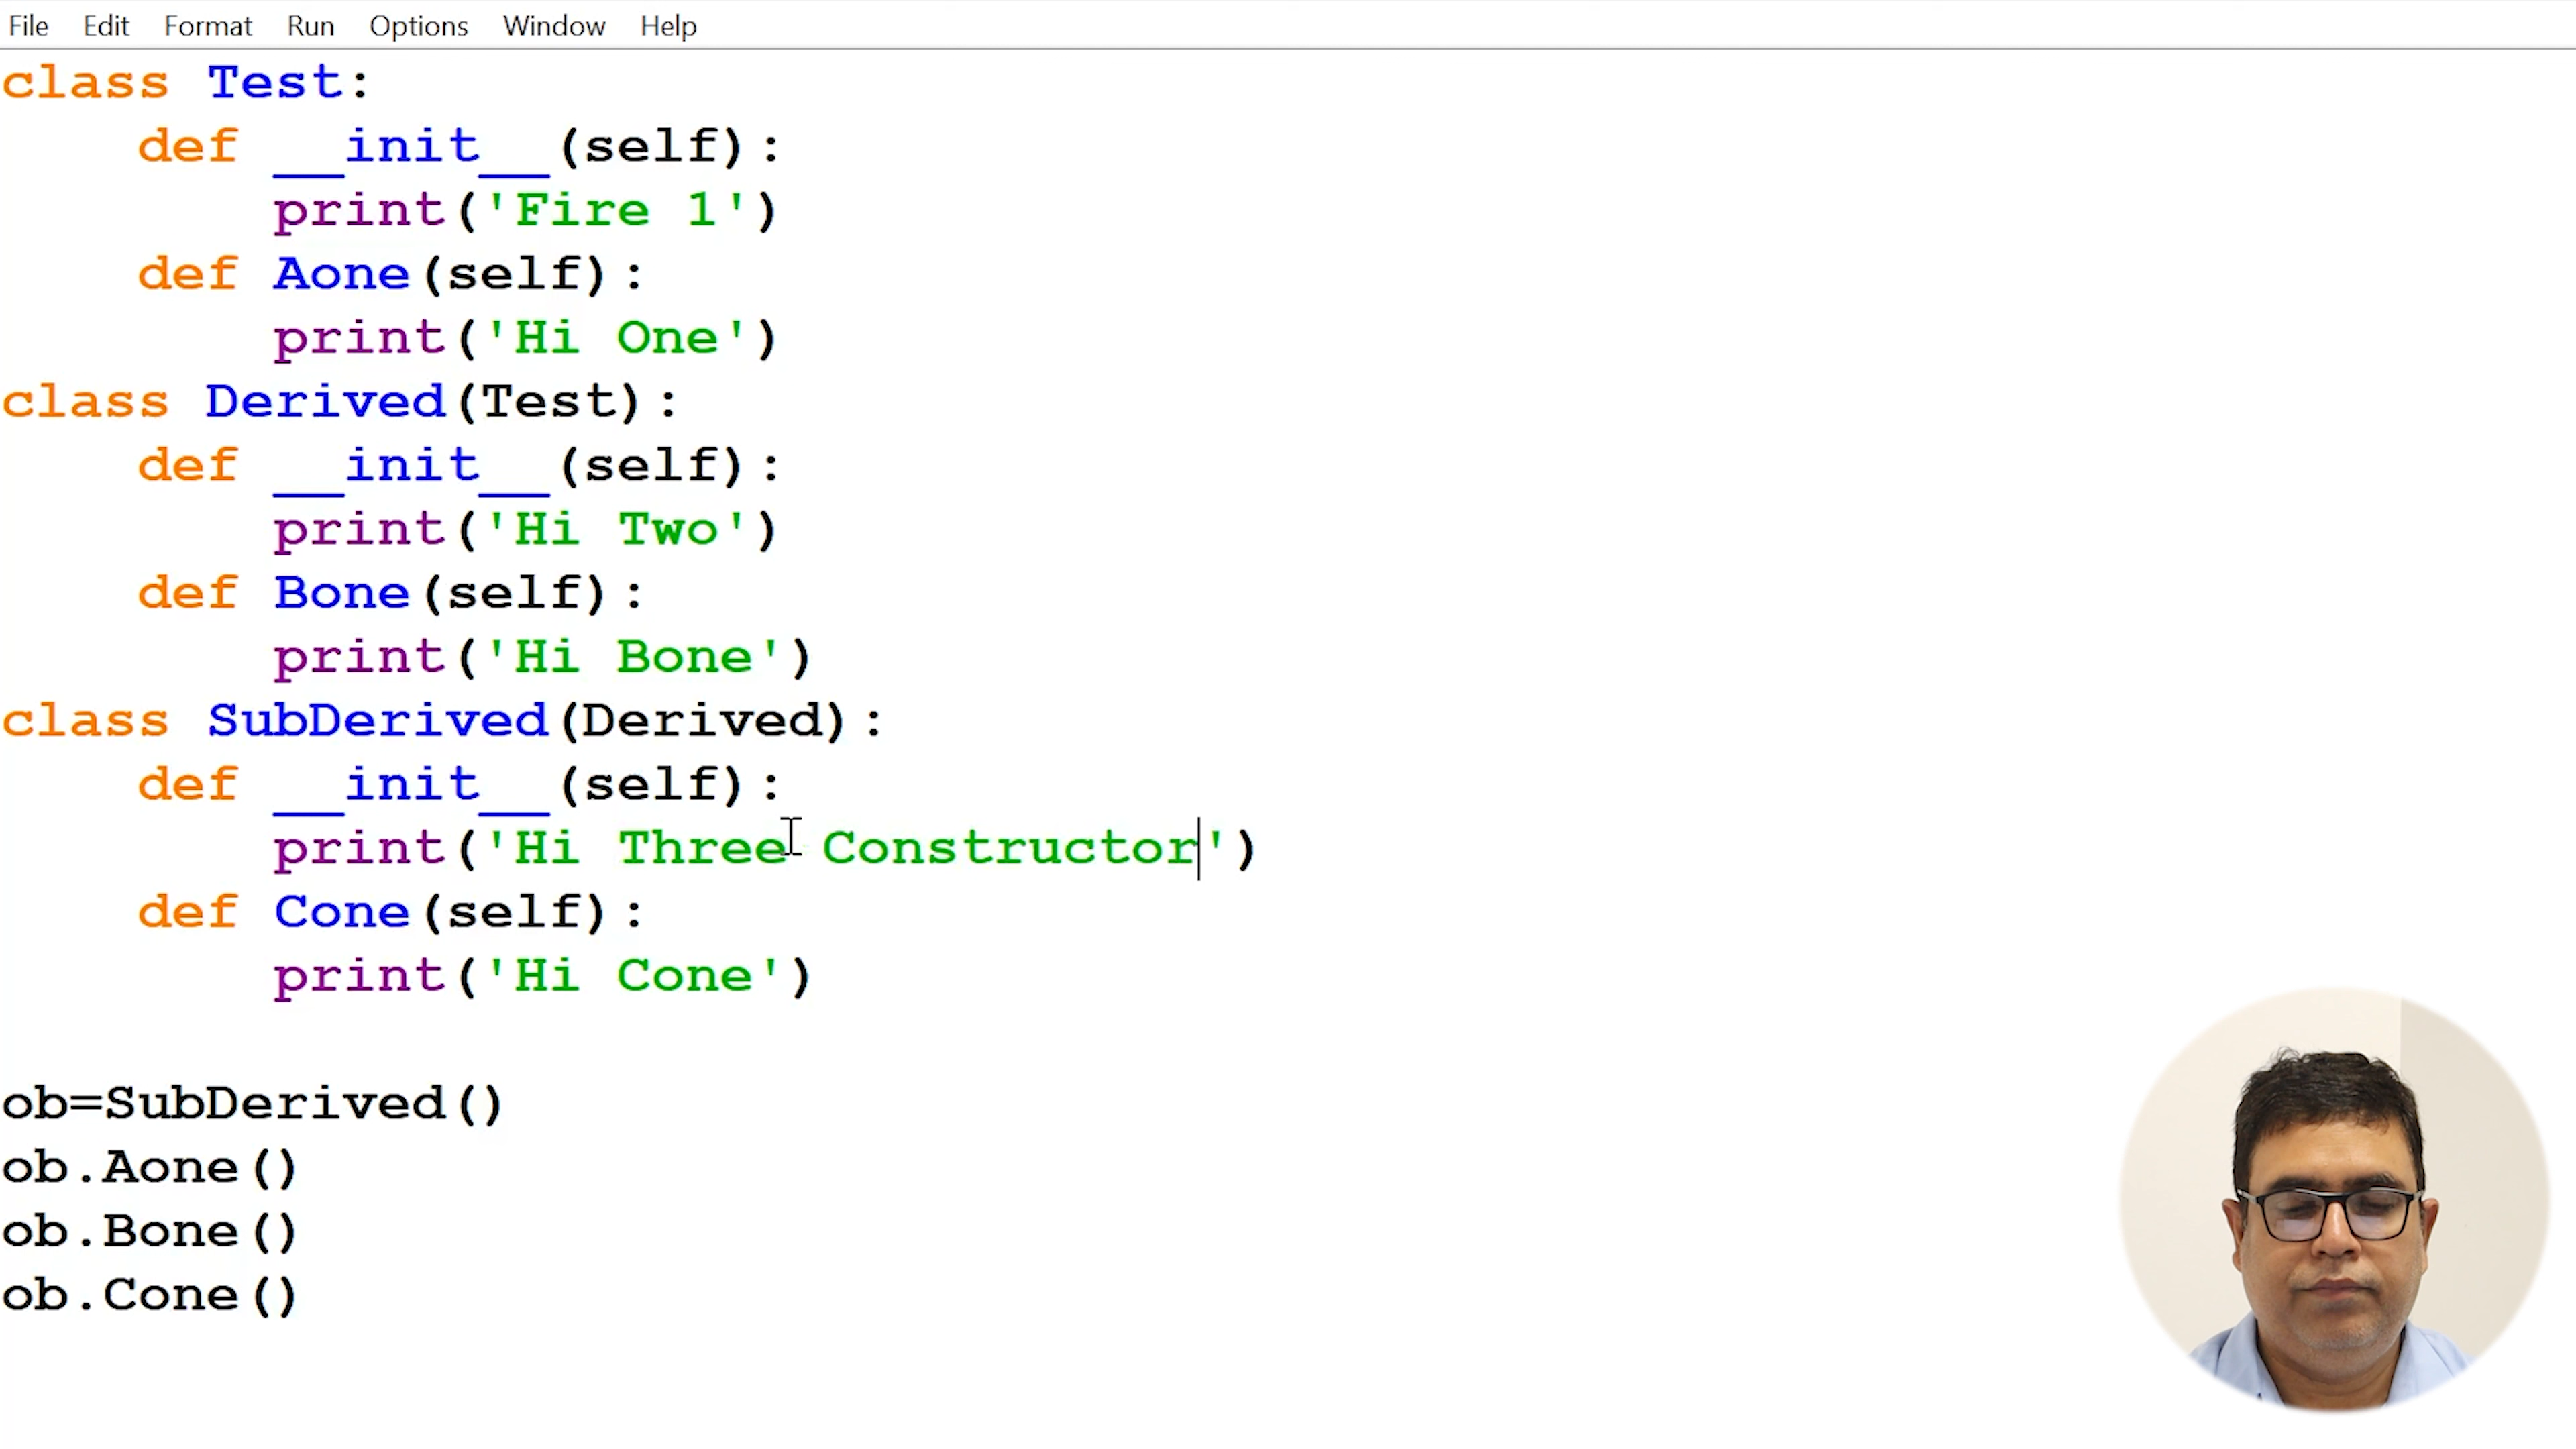 File Edit Format Run Options Window Help
class Test:
    def __init__(self):
        print('Fire 1')
    def Aone(self):
        print('Hi One')
class Derived(Test):
    def __init__(self):
        print('Hi Two')
    def Bone(self):
        print('Hi Bone')
class SubDerived(Derived):
    def __init__(self):
        print('Hi Three Constructor')
    def Cone(self):
        print('Hi Cone')
ob=SubDerived()
ob.Aone()
ob.Bone()
ob.Cone()